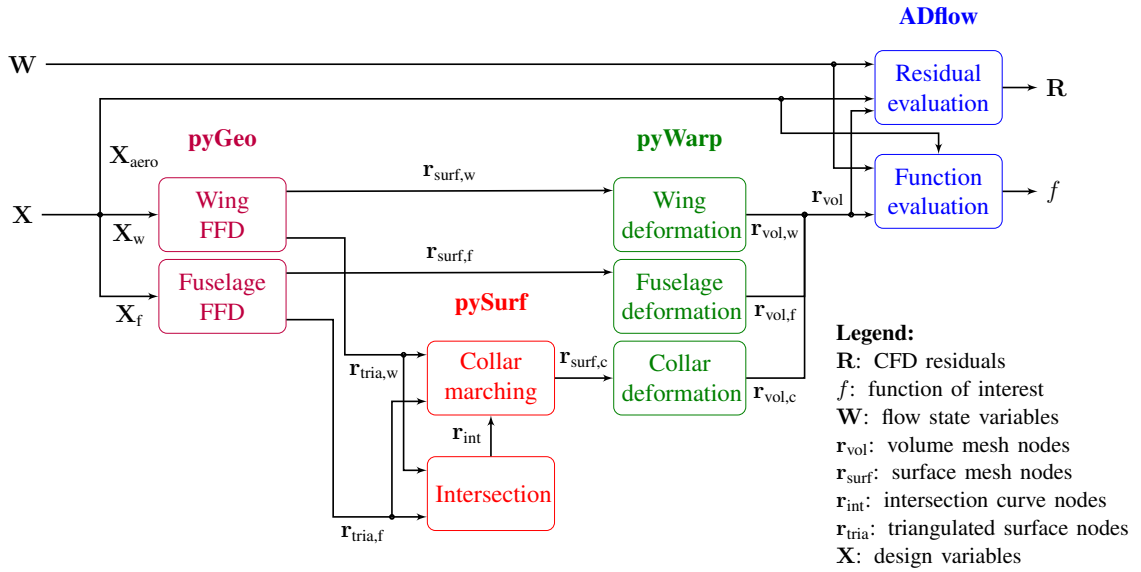 ADflow
W
Residual
evaluation
R
pyGeo
pyWarp
X_aero
r_surf,w
Wing
FFD
Wing
deformation
r_vol
Function
evaluation
f
X
X_w
r_vol,w
r_surf,f
Fuselage
FFD
Fuselage
deformation
X_f
pySurf
r_vol,f
Legend:
R: CFD residuals
f: function of interest
W: flow state variables
r_vol: volume mesh nodes
r_surf: surface mesh nodes
r_int: intersection curve nodes
r_tria: triangulated surface nodes
X: design variables
r_tria,w
Collar
marching
r_surf,c
Collar
deformation
r_vol,c
r_int
Intersection
r_tria,f